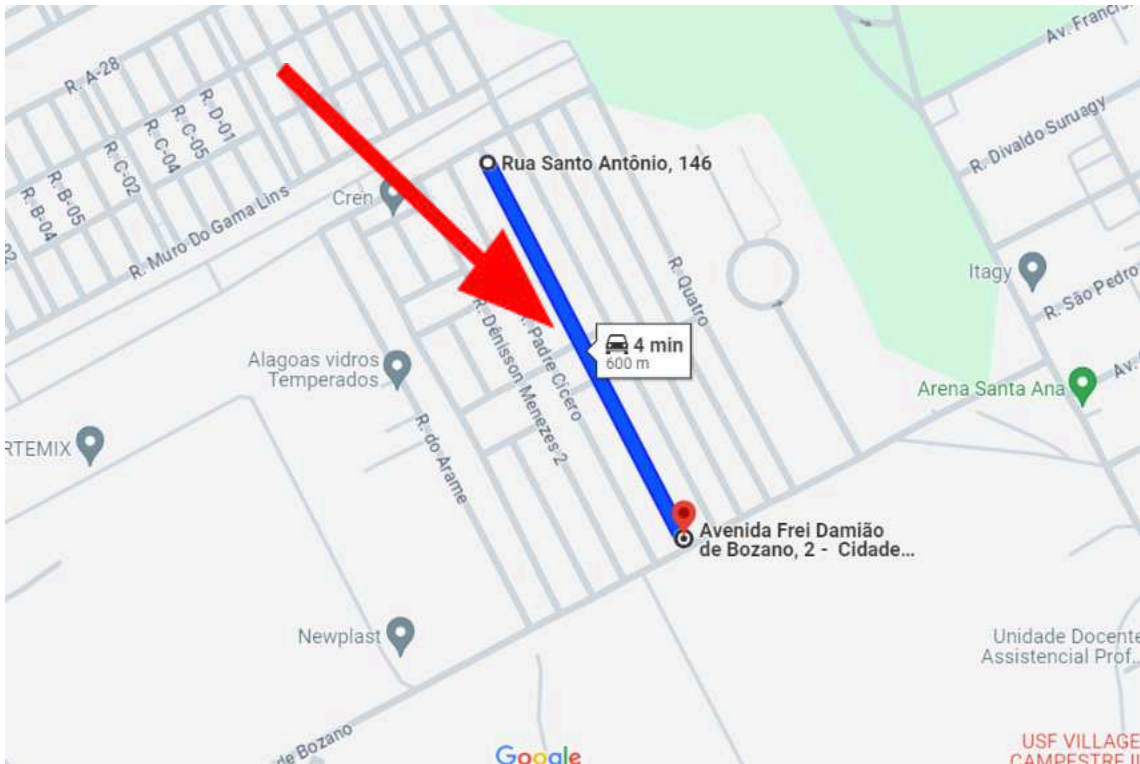 Av. Francis
R. A-28
R. D-01
R. C-05
R. C-04
R. C-02
R. B-05
R. B-04
R. Divaldo Suruagy
Rua Santo Antônio, 146
Cren
R. Muro Do Gama Lins
R. Quatro
Itagy
R. São Pedro
R. Padre Cícero
R. Dênisson Menezes 2
4 min
600 m
Alagoas vidros
Temperados
Arena Santa Ana
Av.
R. do Arame
RTEMIX
Avenida Frei Damião
de Bozano, 2 - Cidade...
Newplast
Unidade Docente
Assistencial Prof...
de Bozano
Google
USF VILLAGE
CAMPESTRE II